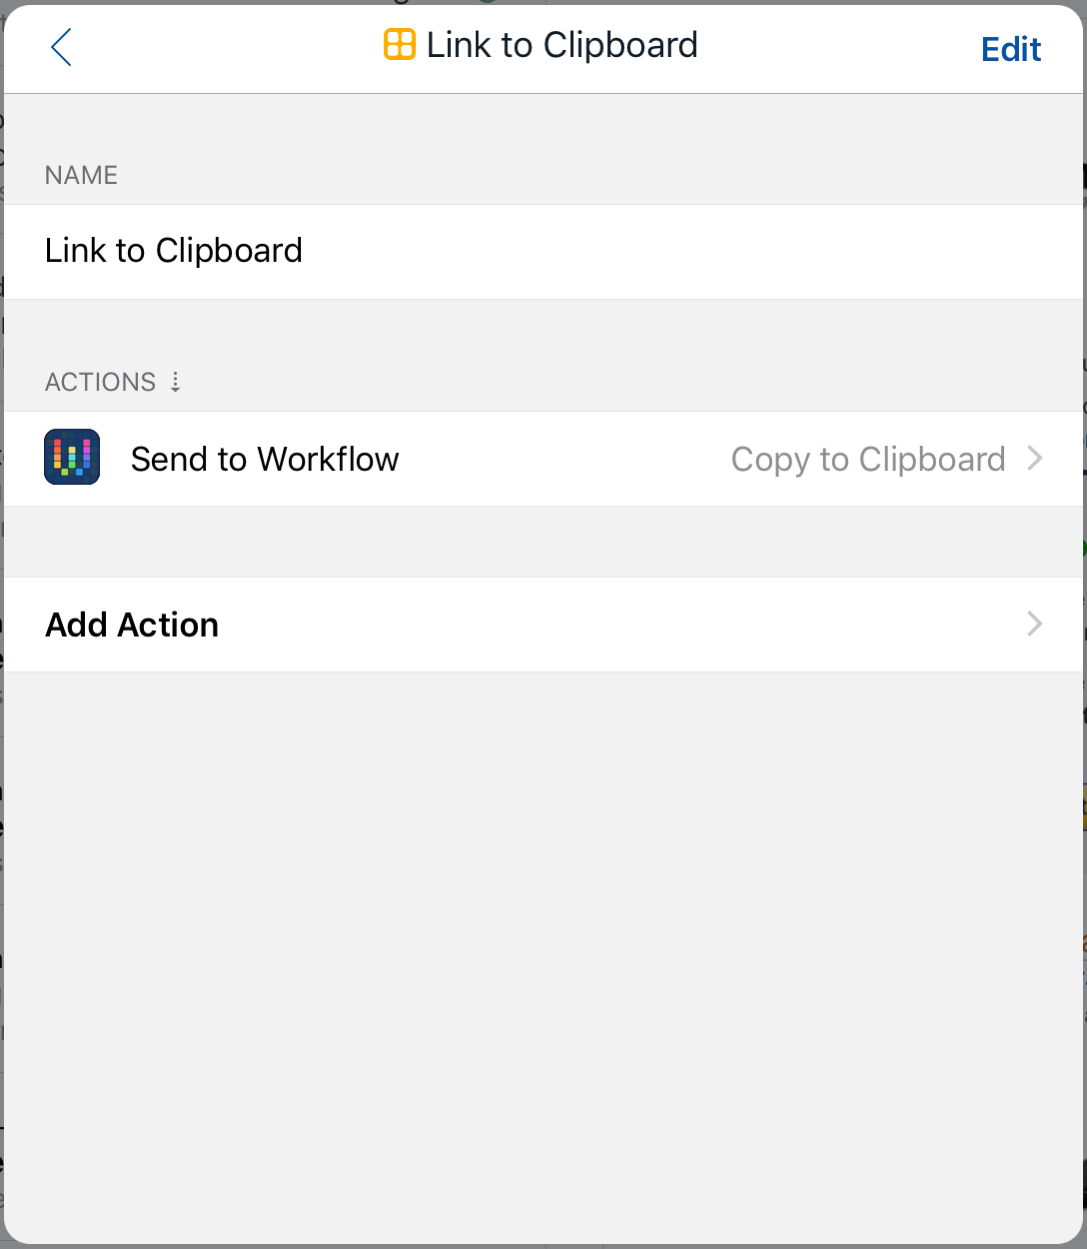 Link to Clipboard
Edit
NAME
Link to Clipboard
ACTIONS
Send to Workflow
Copy to Clipboard
Add Action